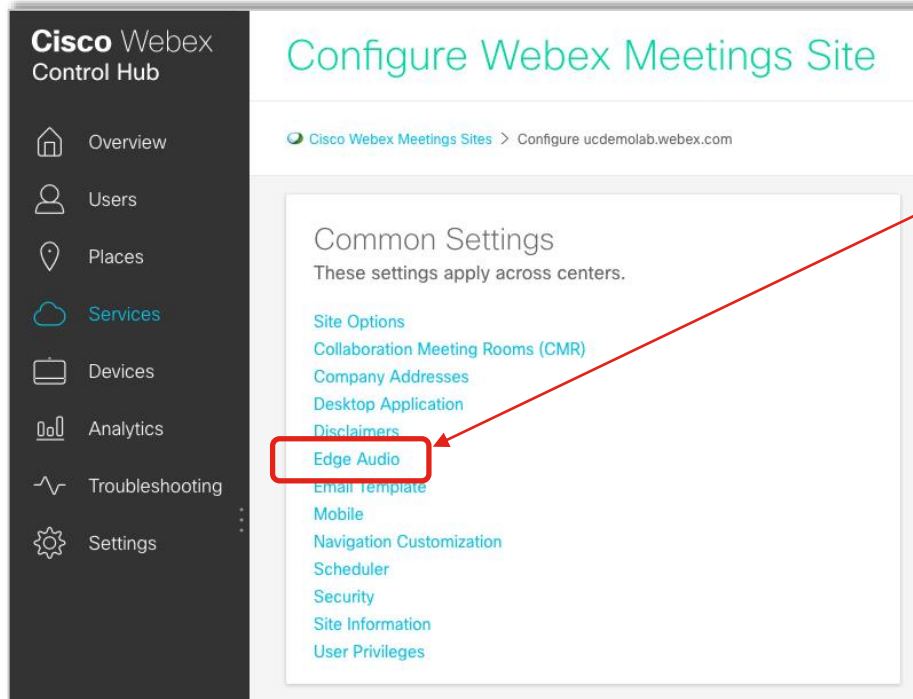 Cisco Webex
Control Hub
Overview
Users
Places
Services
Devices
Analytics
Troubleshooting
Settings
Configure Webex Meetings Site
Cisco Webex Meetings Sites > Configure ucdemolab.webex.com
Common Settings
These settings apply across centers.
Site Options
Collaboration Meeting Rooms (CMR)
Company Addresses
Desktop Application
Disclaimers
Edge Audio
Email Template
Mobile
Navigation Customization
Scheduler
Security
Site Information
User Privileges